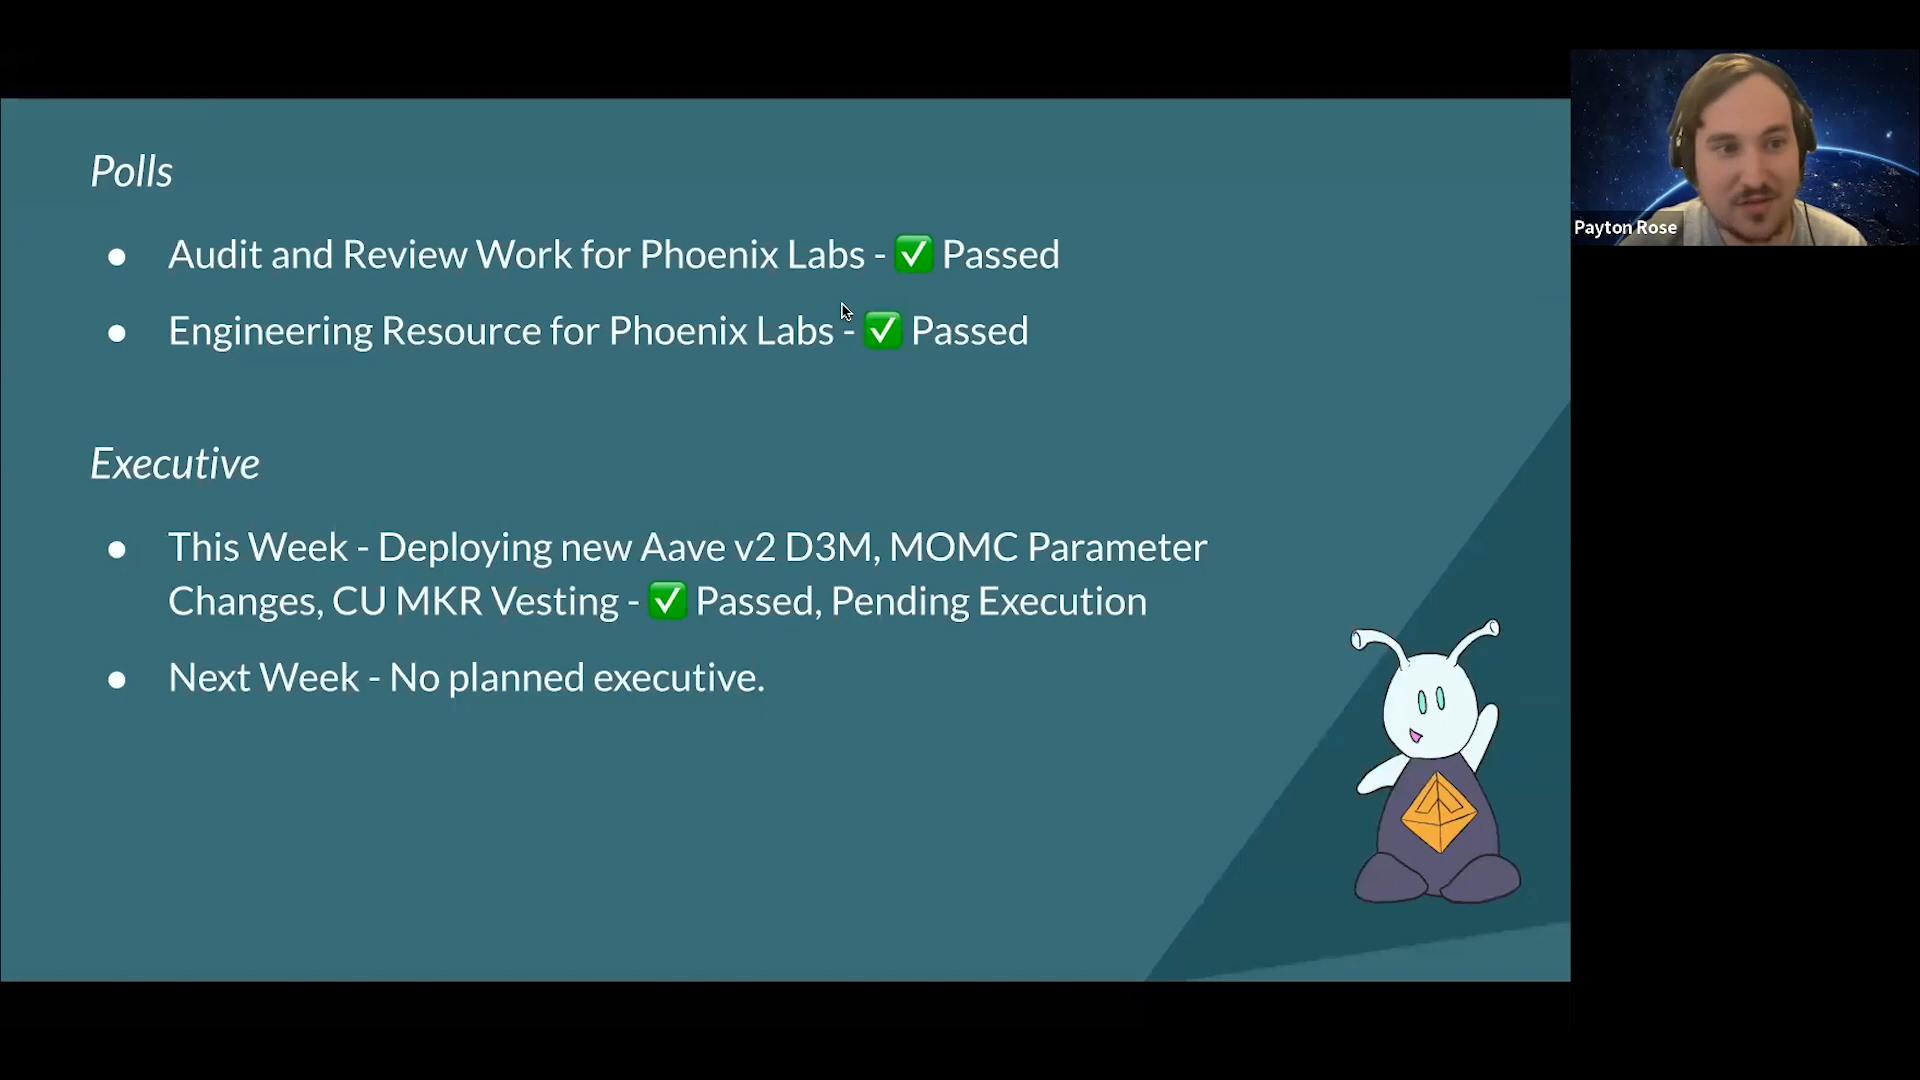 Polls
● Audit and Review Work for Phoenix Labs - ✅ Passed
● Engineering Resource for Phoenix Labs - ✅ Passed
Executive
● This Week - Deploying new Aave v2 D3M, MOMC Parameter
Changes, CU MKR Vesting - ✅ Passed, Pending Execution
● Next Week - No planned executive.
Payton Rose